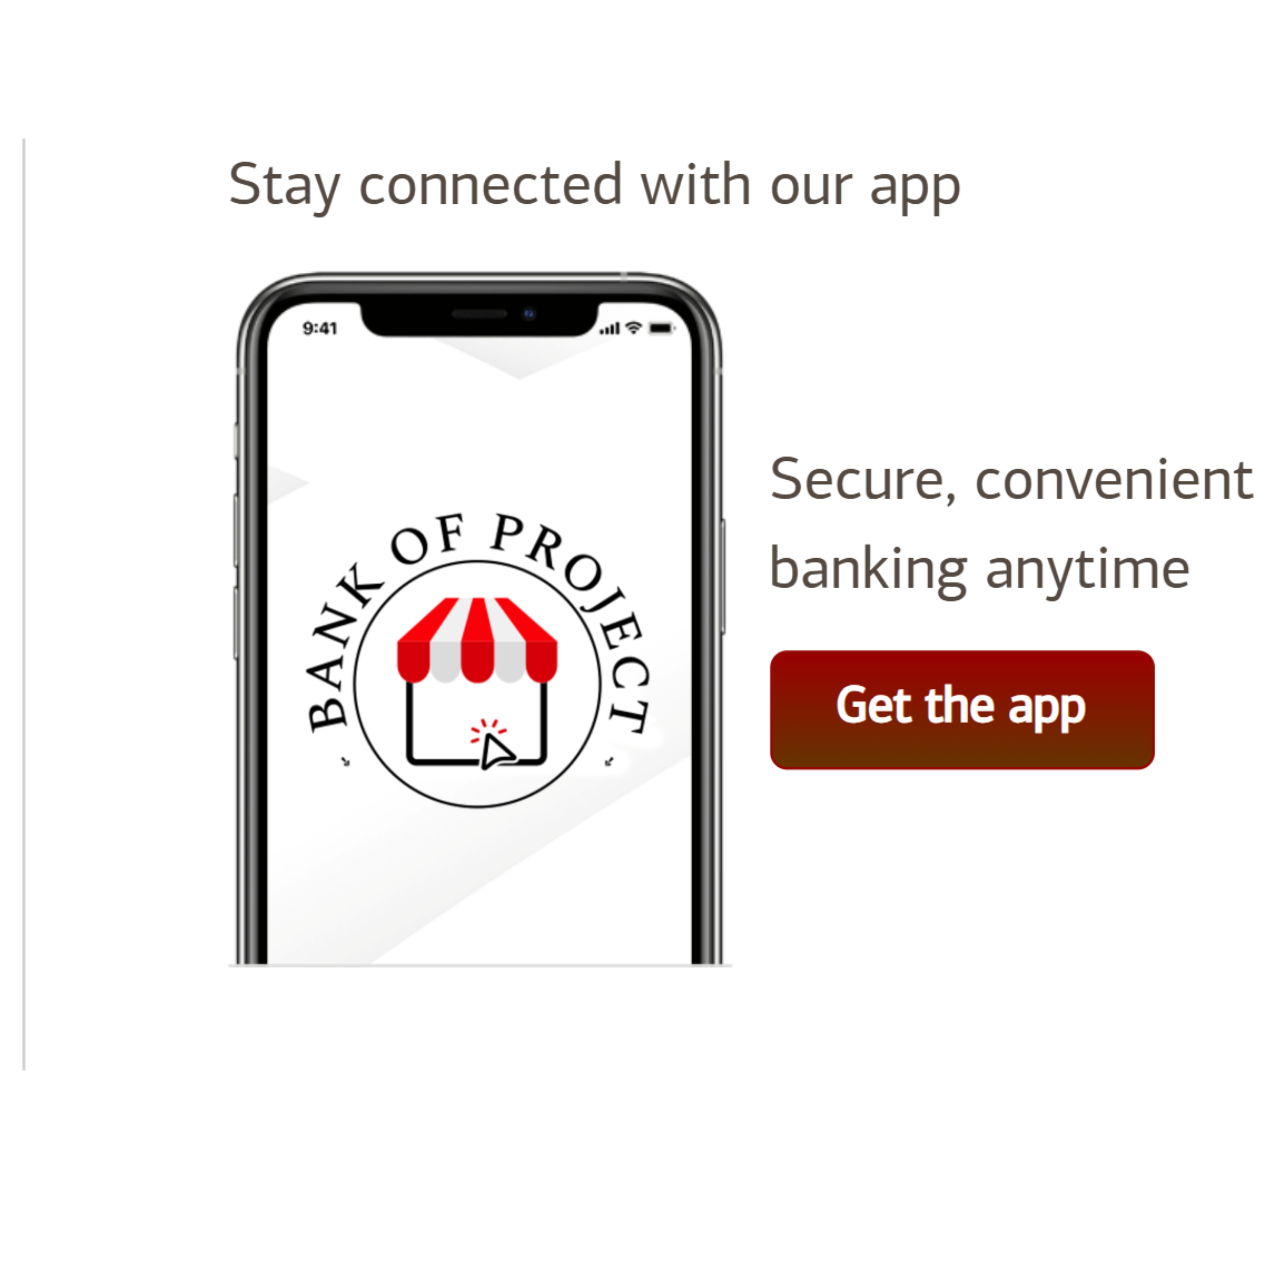 Stay connected with our app
9:41
BANK OF PROJECT
Secure, convenient
banking anytime
Get the app